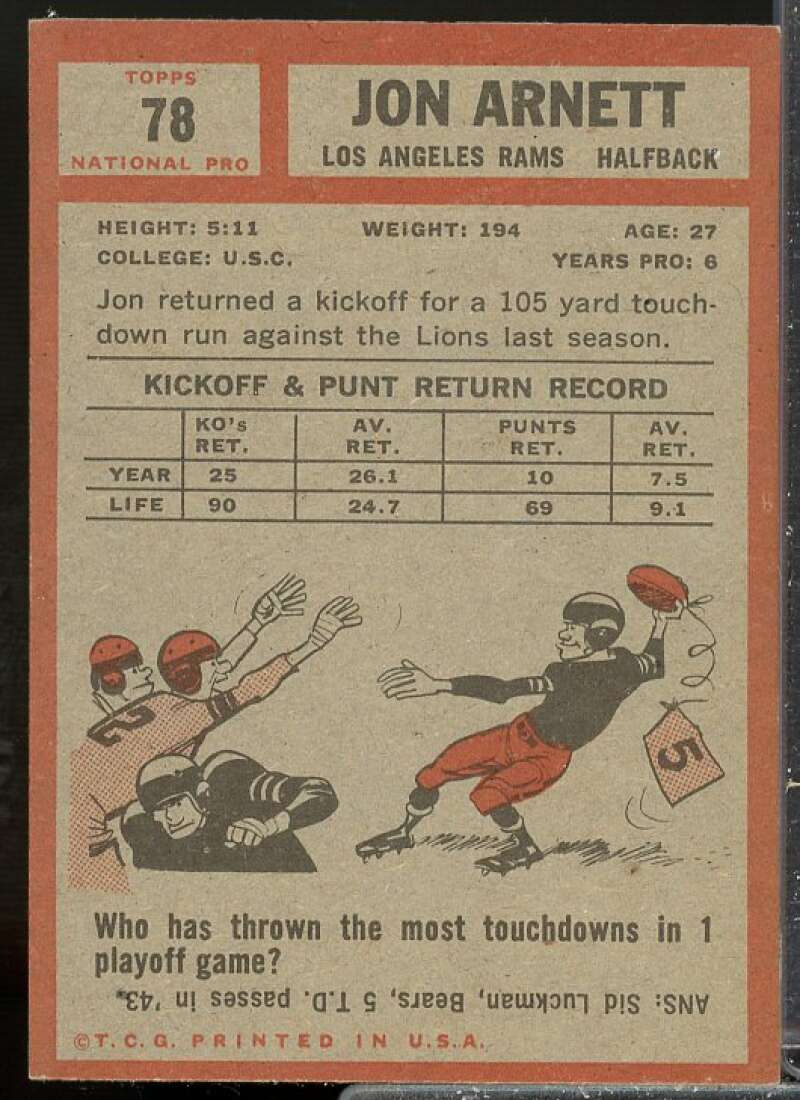 TOPPS
78
NATIONAL PRO
JON ARNETT
LOS ANGELES RAMS HALFBACK
HEIGHT: 5:11 WEIGHT: 194 AGE: 27
COLLEGE: U.S.C. YEARS PRO: 6
Jon returned a kickoff for a 105 yard touch-
down run against the Lions last season.
KICKOFF & PUNT RETURN RECORD
KO's RET. AV. RET. PUNTS RET. AV. RET.
YEAR 25 26.1 10 7.5
LIFE 90 24.7 69 9.1
2
5
Who has thrown the most touchdowns in 1
playoff game?
ANS: Sid Luckman, Bears, 5 T.D. passes in '43.
©T.C.G. PRINTED IN U.S.A.